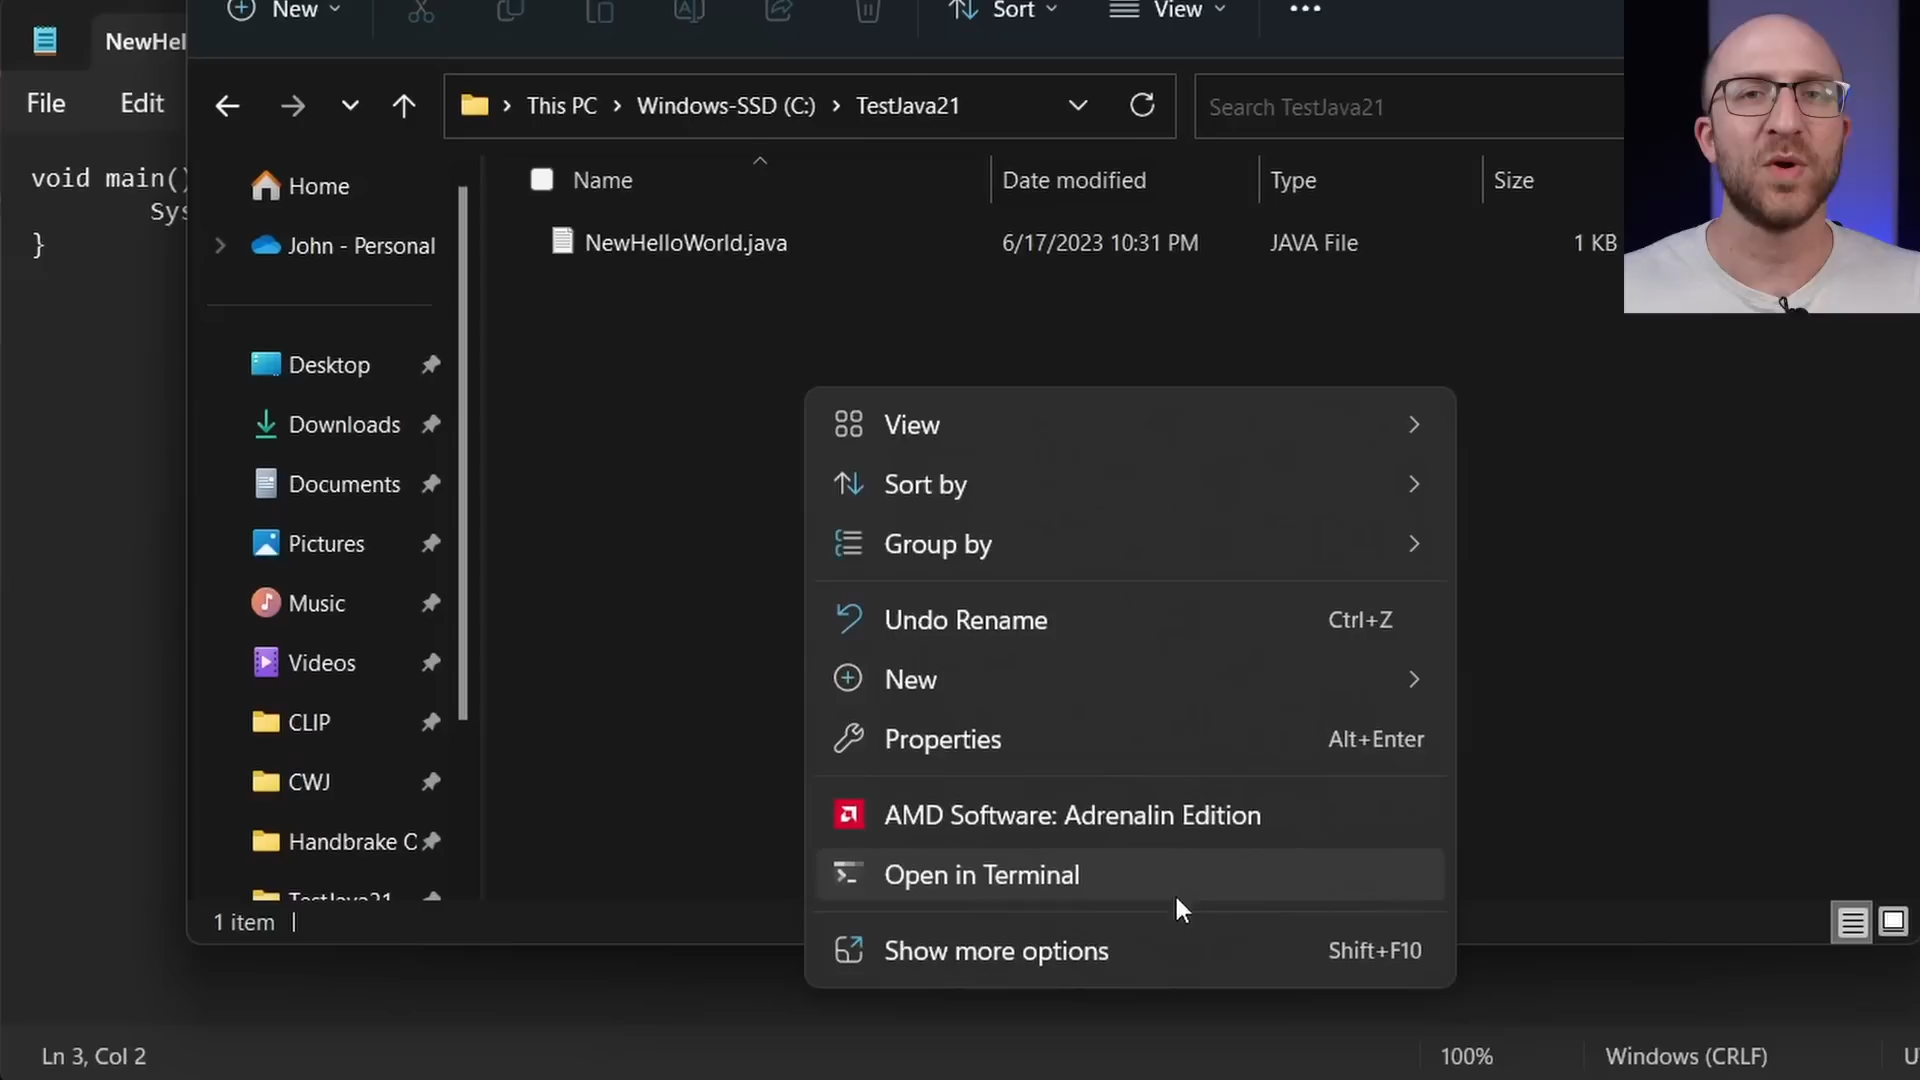 New
Sort
View
NewHel
File
Edit
This PC
Windows-SSD (C:)
TestJava21
Search TestJava21
void main()
Sys
}
Home
John - Personal
Desktop
Downloads
Documents
Pictures
Music
Videos
CLIP
CWJ
Handbrake C
TestJava21
1 item
Name
Date modified
Type
Size
NewHelloWorld.java
6/17/2023 10:31 PM
JAVA File
1 KB
View
Sort by
Group by
Undo Rename
Ctrl+Z
New
Properties
Alt+Enter
AMD Software: Adrenalin Edition
Open in Terminal
Show more options
Shift+F10
Ln 3, Col 2
100%
Windows (CRLF)
U